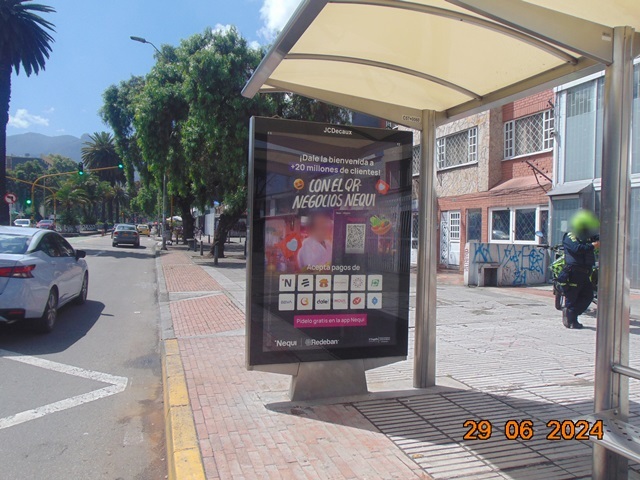 JCDecaux
¡Dale la bienvenida a
+20 millones de clientes!
CON EL QR
NEGOCIOS NEQUI
Acepta pagos de
Pídelo gratis en la app Nequi
Nequi Redeban
29 06 2024